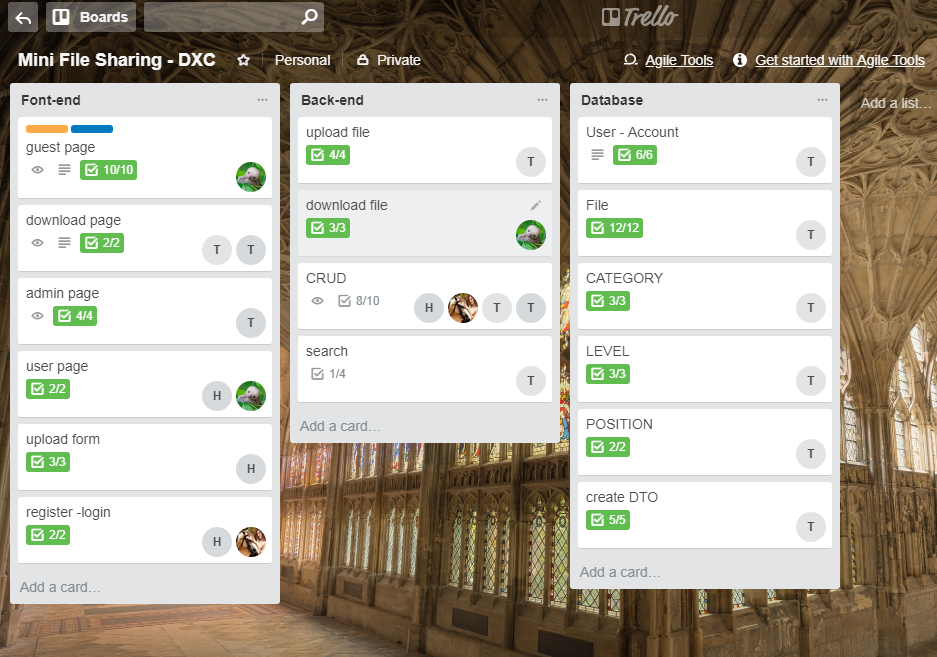 Boards
Trello
Mini File Sharing - DXC
Personal
Private
Agile Tools
Get started with Agile Tools
Font-end
guest page
10/10
download page
2/2
T
T
admin page
4/4
T
user page
2/2
H
upload form
3/3
H
register -login
2/2
H
Add a card...
Back-end
upload file
4/4
T
download file
3/3
CRUD
8/10
H
T
T
search
1/4
T
Add a card...
Database
User - Account
6/6
T
File
12/12
T
CATEGORY
3/3
T
LEVEL
3/3
T
POSITION
2/2
T
create DTO
5/5
T
Add a card...
Add a list...